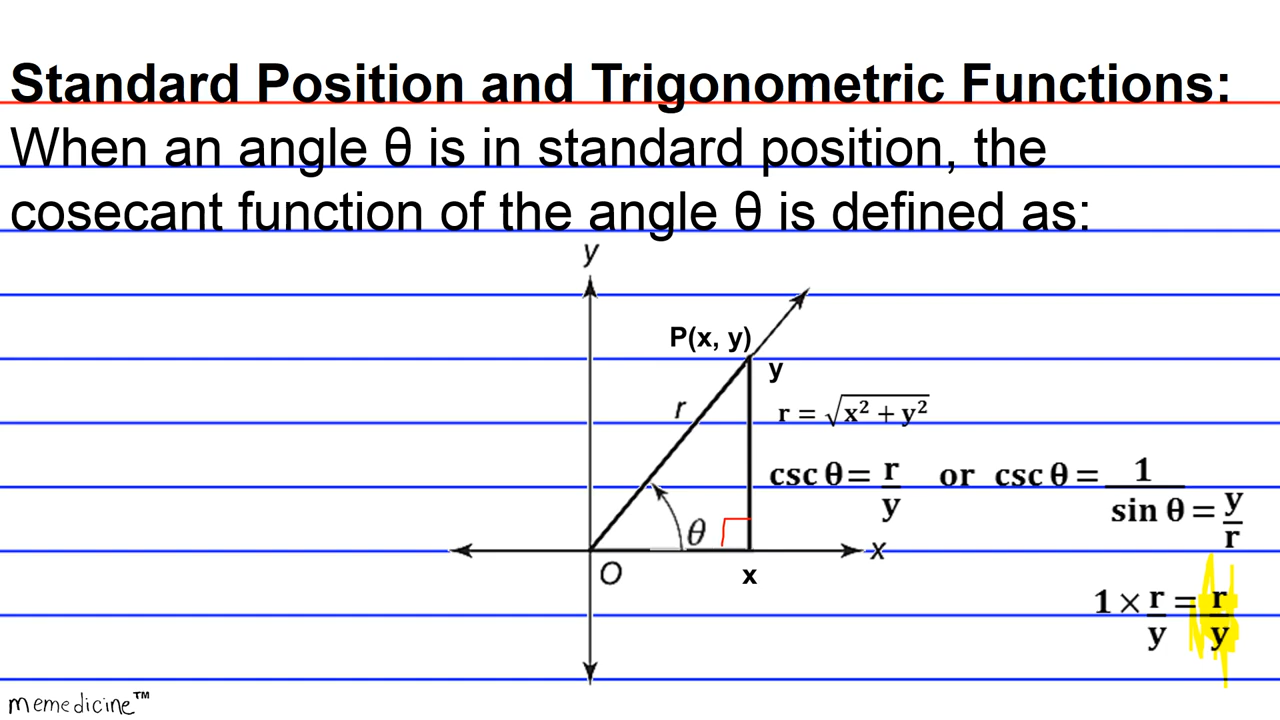 Standard Position and Trigonometric Functions:
When an angle θ is in standard position, the
cosecant function of the angle θ is defined as:
y
P(x, y)
y
r
r = √x² + y²
csc θ = r/y or csc θ = 1/sin θ = y/r
θ
x
O
x
1 × r/y = r/y
memedicine™